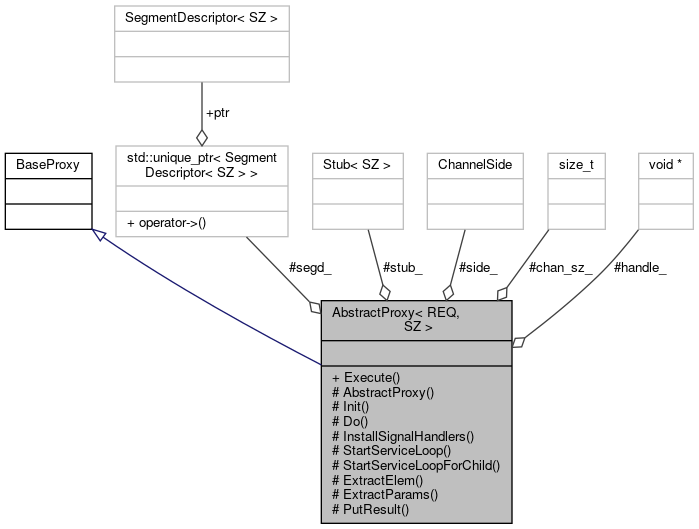 SegmentDescriptor< SZ >
+ptr
BaseProxy
std::unique_ptr< Segment
Descriptor< SZ > >
+ operator->()
Stub< SZ >
ChannelSide
size_t
void *
#segd_
#stub_
#side_
#chan_sz_
#handle_
AbstractProxy< REQ,
SZ >
+ Execute()
# AbstractProxy()
# Init()
# Do()
# InstallSignalHandlers()
# StartServiceLoop()
# StartServiceLoopForChild()
# ExtractElem()
# ExtractParams()
# PutResult()